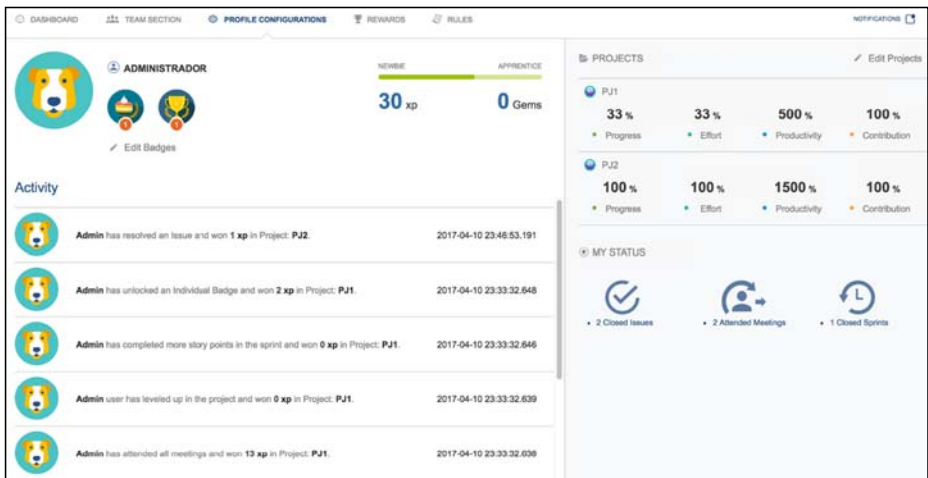 DASHBOARD TEAM SECTION PROFILE CONFIGURATIONS REWARDS RULES NOTIFICATIONS
ADMINISTRADOR
NEWBIE APPRENTICE
30 xp 0 Gems
1 1
Edit Badges
Activity
Admin has resolved an Issue and won 1 xp in Project: PJ2. 2017-04-10 23:46:53.191
Admin has unlocked an Individual Badge and won 2 xp in Project: PJ1. 2017-04-10 23:33:32.648
Admin has completed more story points in the sprint and won 0 xp in Project: PJ1. 2017-04-10 23:33:32.646
Admin user has leveled up in the project and won 0 xp in Project: PJ1. 2017-04-10 23:33:32.639
Admin has attended all meetings and won 13 xp in Project: PJ1. 2017-04-10 23:33:32.038
PROJECTS Edit Projects
PJ1
33 % 33 % 500 % 100 %
Progress Effort Productivity Contribution
PJ2
100 % 100 % 1500 % 100 %
Progress Effort Productivity Contribution
MY STATUS
2 Closed Issues 2 Attended Meetings 1 Closed Sprints